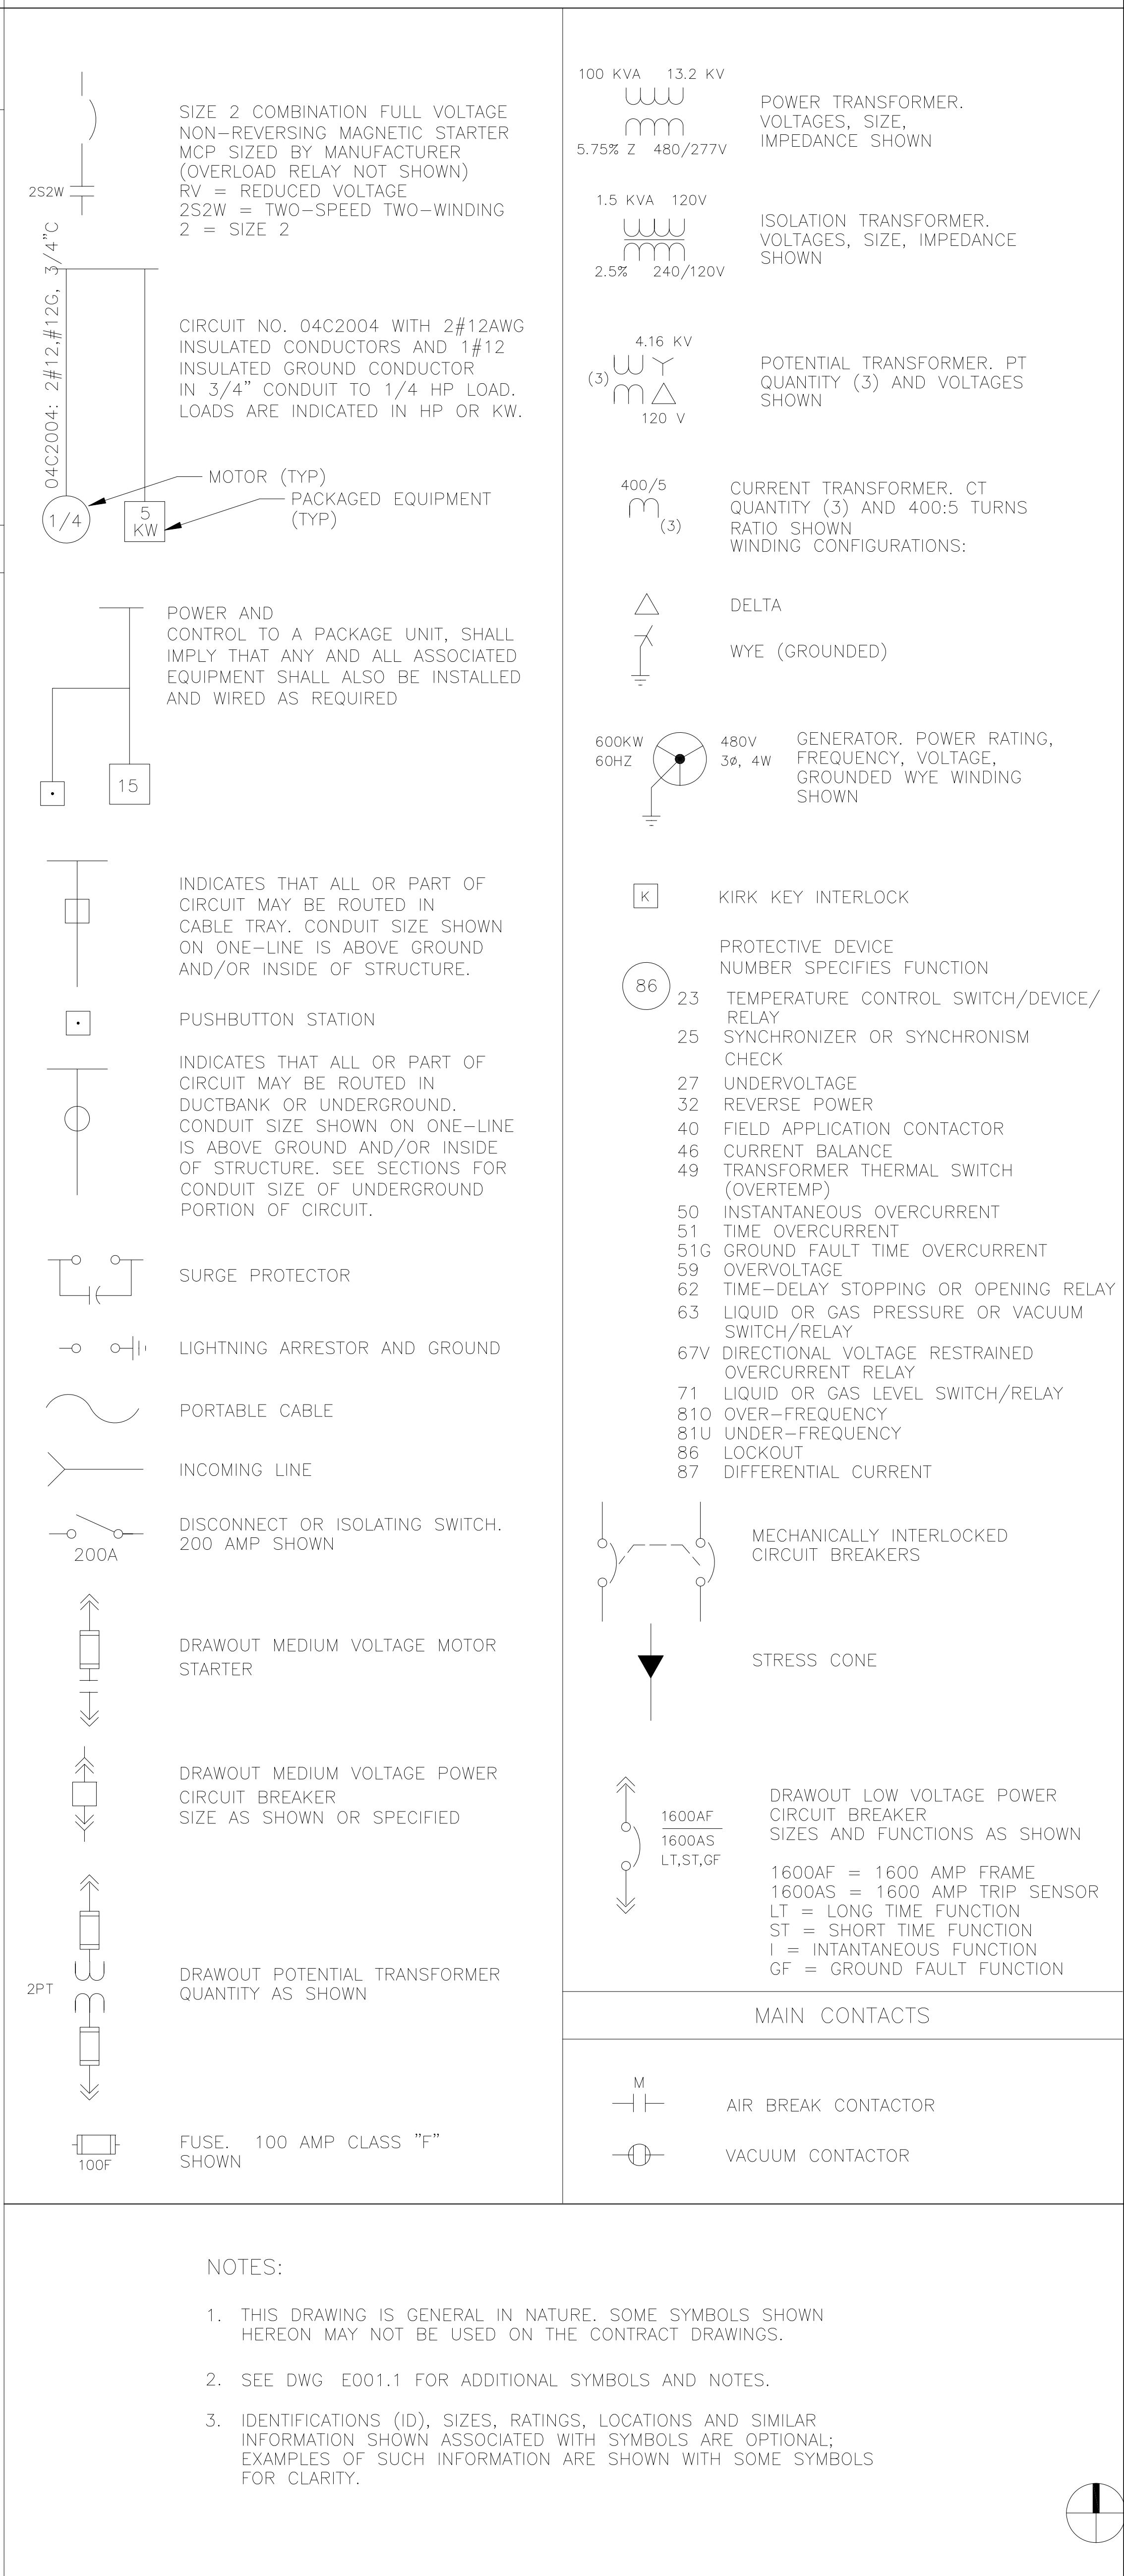 SIZE 2 COMBINATION FULL VOLTAGE
NON-REVERSING MAGNETIC STARTER
MCP SIZED BY MANUFACTURER
(OVERLOAD RELAY NOT SHOWN)
RV = REDUCED VOLTAGE
2S2W = TWO-SPEED TWO-WINDING
2 = SIZE 2
2S2W
04C2004: 2#12,#12G, 3/4"C
CIRCUIT NO. 04C2004 WITH 2#12AWG
INSULATED CONDUCTORS AND 1#12
INSULATED GROUND CONDUCTOR
IN 3/4" CONDUIT TO 1/4 HP LOAD.
LOADS ARE INDICATED IN HP OR KW.
MOTOR (TYP)
PACKAGED EQUIPMENT
(TYP)
1/4
5
KW
POWER AND
CONTROL TO A PACKAGE UNIT, SHALL
IMPLY THAT ANY AND ALL ASSOCIATED
EQUIPMENT SHALL ALSO BE INSTALLED
AND WIRED AS REQUIRED
15
INDICATES THAT ALL OR PART OF
CIRCUIT MAY BE ROUTED IN
CABLE TRAY. CONDUIT SIZE SHOWN
ON ONE-LINE IS ABOVE GROUND
AND/OR INSIDE OF STRUCTURE.
PUSHBUTTON STATION
INDICATES THAT ALL OR PART OF
CIRCUIT MAY BE ROUTED IN
DUCTBANK OR UNDERGROUND.
CONDUIT SIZE SHOWN ON ONE-LINE
IS ABOVE GROUND AND/OR INSIDE
OF STRUCTURE. SEE SECTIONS FOR
CONDUIT SIZE OF UNDERGROUND
PORTION OF CIRCUIT.
SURGE PROTECTOR
LIGHTNING ARRESTOR AND GROUND
PORTABLE CABLE
INCOMING LINE
DISCONNECT OR ISOLATING SWITCH.
200 AMP SHOWN
200A
DRAWOUT MEDIUM VOLTAGE MOTOR
STARTER
DRAWOUT MEDIUM VOLTAGE POWER
CIRCUIT BREAKER
SIZE AS SHOWN OR SPECIFIED
2PT
DRAWOUT POTENTIAL TRANSFORMER
QUANTITY AS SHOWN
100F
FUSE. 100 AMP CLASS "F"
SHOWN
100 KVA 13.2 KV
5.75% Z 480/277V
POWER TRANSFORMER.
VOLTAGES, SIZE,
IMPEDANCE SHOWN
1.5 KVA 120V
2.5% 240/120V
ISOLATION TRANSFORMER.
VOLTAGES, SIZE, IMPEDANCE
SHOWN
4.16 KV
(3)
120 V
POTENTIAL TRANSFORMER. PT
QUANTITY (3) AND VOLTAGES
SHOWN
400/5
(3)
CURRENT TRANSFORMER. CT
QUANTITY (3) AND 400:5 TURNS
RATIO SHOWN
WINDING CONFIGURATIONS:
DELTA
WYE (GROUNDED)
600KW
60HZ
480V
3ø, 4W
GENERATOR. POWER RATING,
FREQUENCY, VOLTAGE,
GROUNDED WYE WINDING
SHOWN
K
KIRK KEY INTERLOCK
86
PROTECTIVE DEVICE
NUMBER SPECIFIES FUNCTION
23 TEMPERATURE CONTROL SWITCH/DEVICE/
RELAY
25 SYNCHRONIZER OR SYNCHRONISM
CHECK
27 UNDERVOLTAGE
32 REVERSE POWER
40 FIELD APPLICATION CONTACTOR
46 CURRENT BALANCE
49 TRANSFORMER THERMAL SWITCH
(OVERTEMP)
50 INSTANTANEOUS OVERCURRENT
51 TIME OVERCURRENT
51G GROUND FAULT TIME OVERCURRENT
59 OVERVOLTAGE
62 TIME-DELAY STOPPING OR OPENING RELAY
63 LIQUID OR GAS PRESSURE OR VACUUM
SWITCH/RELAY
67V DIRECTIONAL VOLTAGE RESTRAINED
OVERCURRENT RELAY
71 LIQUID OR GAS LEVEL SWITCH/RELAY
81O OVER-FREQUENCY
81U UNDER-FREQUENCY
86 LOCKOUT
87 DIFFERENTIAL CURRENT
MECHANICALLY INTERLOCKED
CIRCUIT BREAKERS
STRESS CONE
1600AF
1600AS
LT,ST,GF
DRAWOUT LOW VOLTAGE POWER
CIRCUIT BREAKER
SIZES AND FUNCTIONS AS SHOWN
1600AF = 1600 AMP FRAME
1600AS = 1600 AMP TRIP SENSOR
LT = LONG TIME FUNCTION
ST = SHORT TIME FUNCTION
I = INTANTANEOUS FUNCTION
GF = GROUND FAULT FUNCTION
MAIN CONTACTS
M
AIR BREAK CONTACTOR
VACUUM CONTACTOR
NOTES:
1. THIS DRAWING IS GENERAL IN NATURE. SOME SYMBOLS SHOWN
HEREON MAY NOT BE USED ON THE CONTRACT DRAWINGS.
2. SEE DWG E001.1 FOR ADDITIONAL SYMBOLS AND NOTES.
3. IDENTIFICATIONS (ID), SIZES, RATINGS, LOCATIONS AND SIMILAR
INFORMATION SHOWN ASSOCIATED WITH SYMBOLS ARE OPTIONAL;
EXAMPLES OF SUCH INFORMATION ARE SHOWN WITH SOME SYMBOLS
FOR CLARITY.